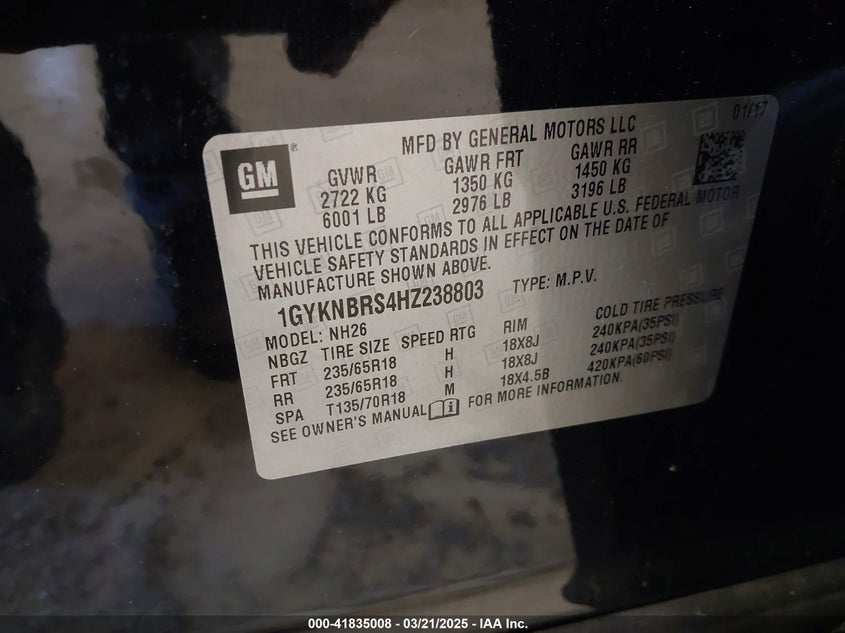 01/17
MFD BY GENERAL MOTORS LLC
GM
GVWR GAWR FRT GAWR RR
2722 KG 1350 KG 1450 KG
6001 LB 2976 LB 3196 LB
THIS VEHICLE CONFORMS TO ALL APPLICABLE U.S. FEDERAL MOTOR
VEHICLE SAFETY STANDARDS IN EFFECT ON THE DATE OF
MANUFACTURE SHOWN ABOVE.
1GYKNBRS4HZ238803 TYPE: M.P.V.
MODEL: NH26
NBGZ TIRE SIZE SPEED RTG RIM COLD TIRE PRESSURE
FRT 235/65R18 H 18X8J 240KPA(35PSI)
RR 235/65R18 H 18X8J 240KPA(35PSI)
SPA T135/70R18 M 18X4.5B 420KPA(60PSI)
SEE OWNER'S MANUAL FOR MORE INFORMATION.
000-41835008 - 03/21/2025 - IAA Inc.